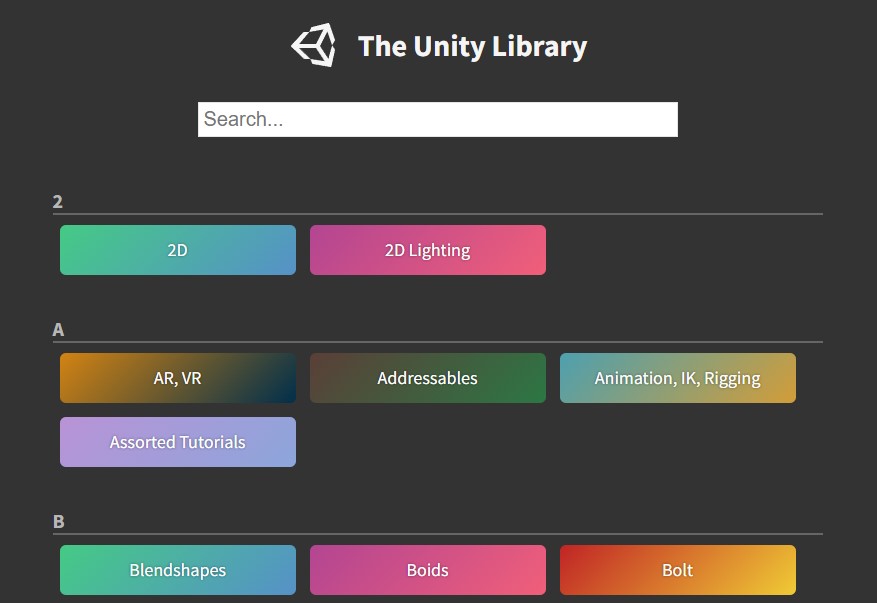 The Unity Library
Search...
2
2D
2D Lighting
A
AR, VR
Addressables
Animation, IK, Rigging
Assorted Tutorials
B
Blendshapes
Boids
Bolt